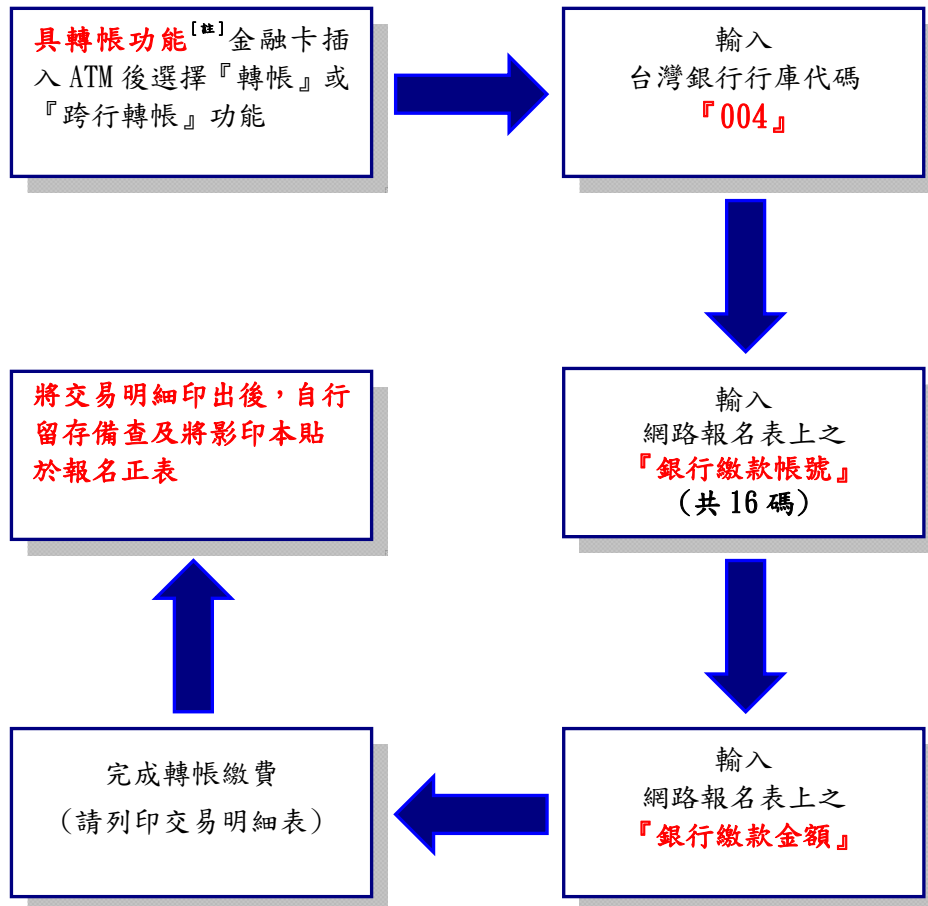 具轉帳功能[註]金融卡插
入 ATM 後選擇『轉帳』或
『跨行轉帳』功能
輸入
台灣銀行行庫代碼
『004』
輸入
網路報名表上之
『銀行繳款帳號』
(共 16 碼)
輸入
網路報名表上之
『銀行繳款金額』
完成轉帳繳費
(請列印交易明細表)
將交易明細印出後，自行
留存備查及將影印本貼
於報名正表